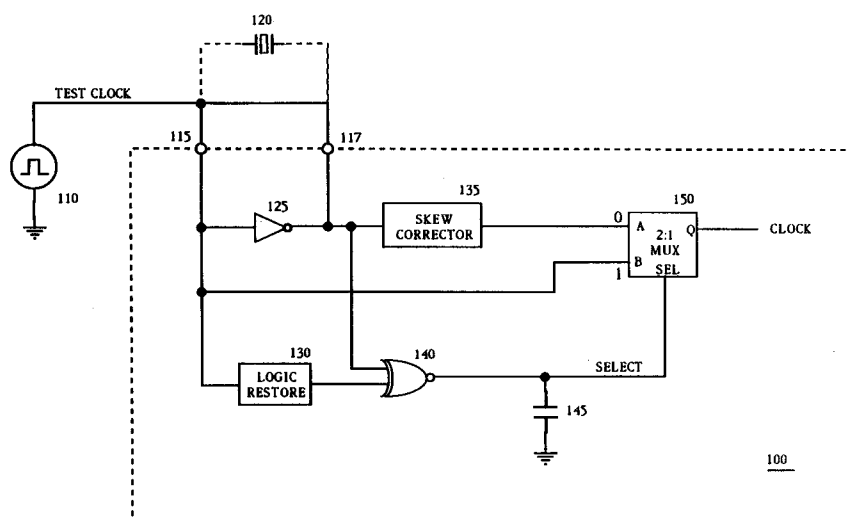 120
TEST CLOCK
115
117
110
125
135
SKEW
CORRECTOR
150
0
A
2:1
MUX
Q
CLOCK
B
SEL
1
130
LOGIC
RESTORE
140
SELECT
145
100